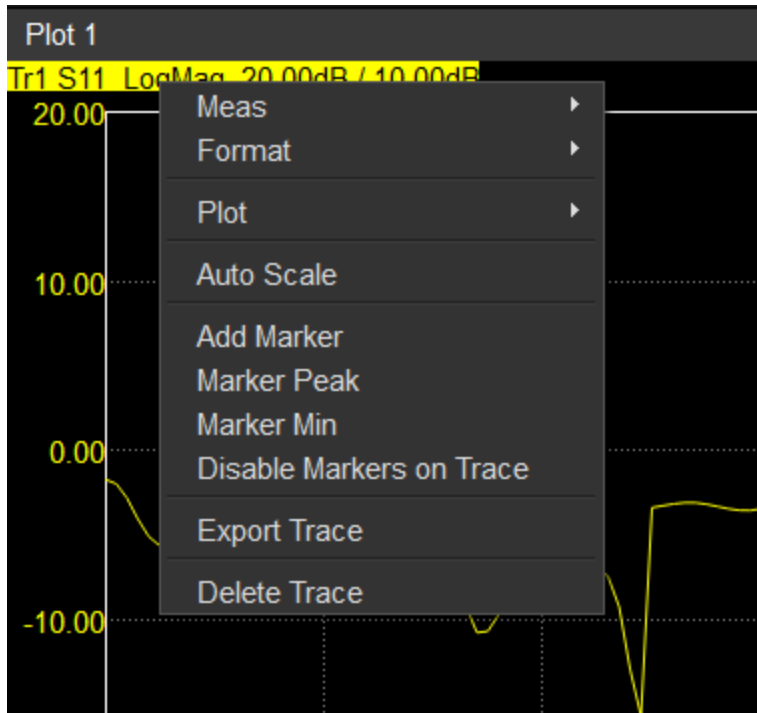 Plot 1
Tr1 S11 LogMag 20.00dB / 10.00dB
20.00
Meas
Format
Plot
10.00
Auto Scale
Add Marker
Marker Peak
Marker Min
0.00
Disable Markers on Trace
Export Trace
Delete Trace
-10.00